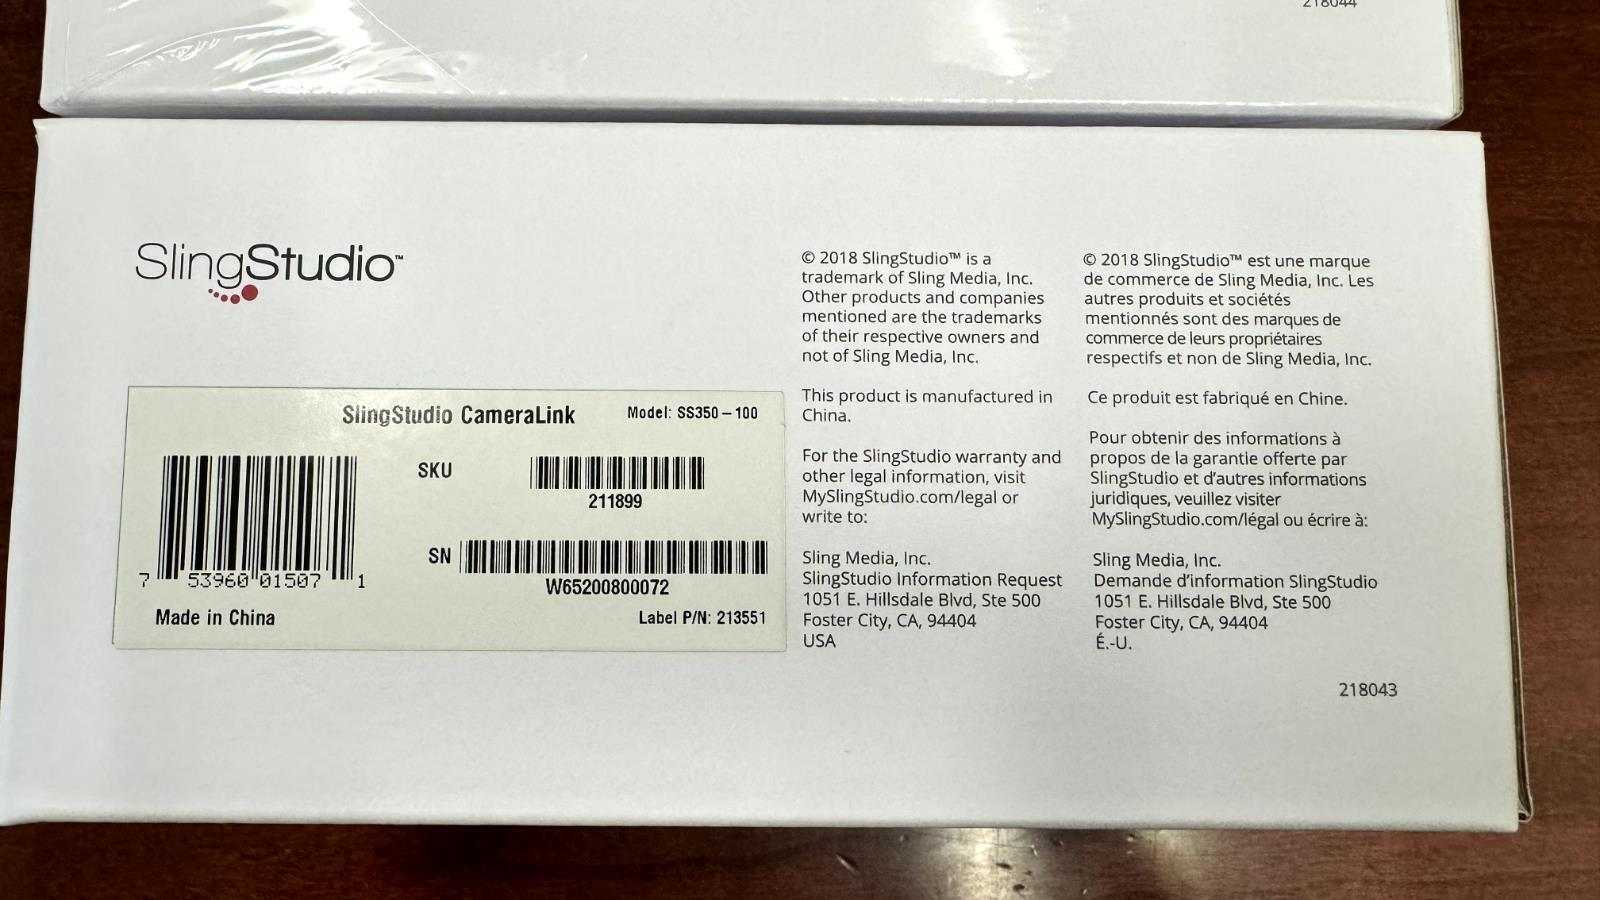 218044
SlingStudio™
SlingStudio CameraLink
Model: SS350-100
SKU
211899
SN
W65200800072
7 53960 01507 1
Made in China
Label P/N: 213551
© 2018 SlingStudio™ is a
trademark of Sling Media, Inc.
Other products and companies
mentioned are the trademarks
of their respective owners and
not of Sling Media, Inc.
This product is manufactured in
China.
For the SlingStudio warranty and
other legal information, visit
MySlingStudio.com/legal or
write to:
Sling Media, Inc.
SlingStudio Information Request
1051 E. Hillsdale Blvd, Ste 500
Foster City, CA, 94404
USA
© 2018 SlingStudio™ est une marque
de commerce de Sling Media, Inc. Les
autres produits et sociétés
mentionnés sont des marques de
commerce de leurs propriétaires
respectifs et non de Sling Media, Inc.
Ce produit est fabriqué en Chine.
Pour obtenir des informations à
propos de la garantie offerte par
SlingStudio et d'autres informations
juridiques, veuillez visiter
MySlingStudio.com/légal ou écrire à:
Sling Media, Inc.
Demande d'information SlingStudio
1051 E. Hillsdale Blvd, Ste 500
Foster City, CA, 94404
É.-U.
218043